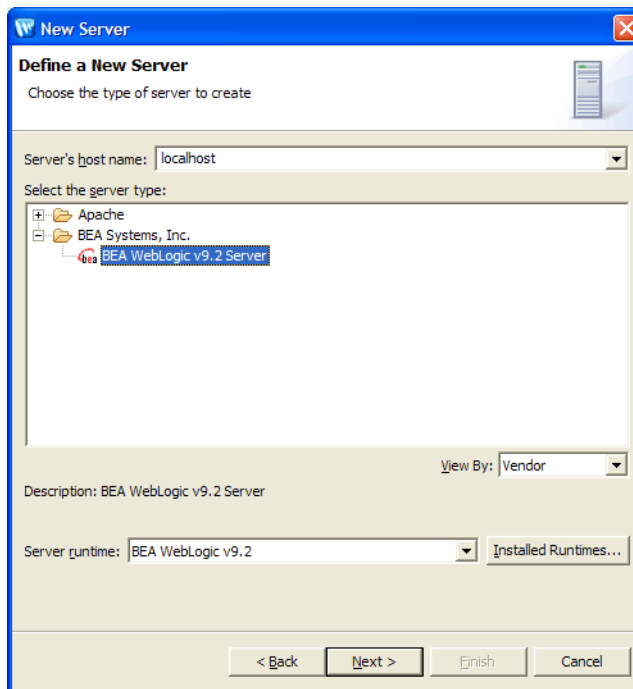 New Server
Define a New Server
Choose the type of server to create
Server's host name: localhost
Select the server type:
Apache
BEA Systems, Inc.
bea BEA WebLogic v9.2 Server
View By: Vendor
Description: BEA WebLogic v9.2 Server
Server runtime: BEA WebLogic v9.2 Installed Runtimes...
< Back Next > Finish Cancel